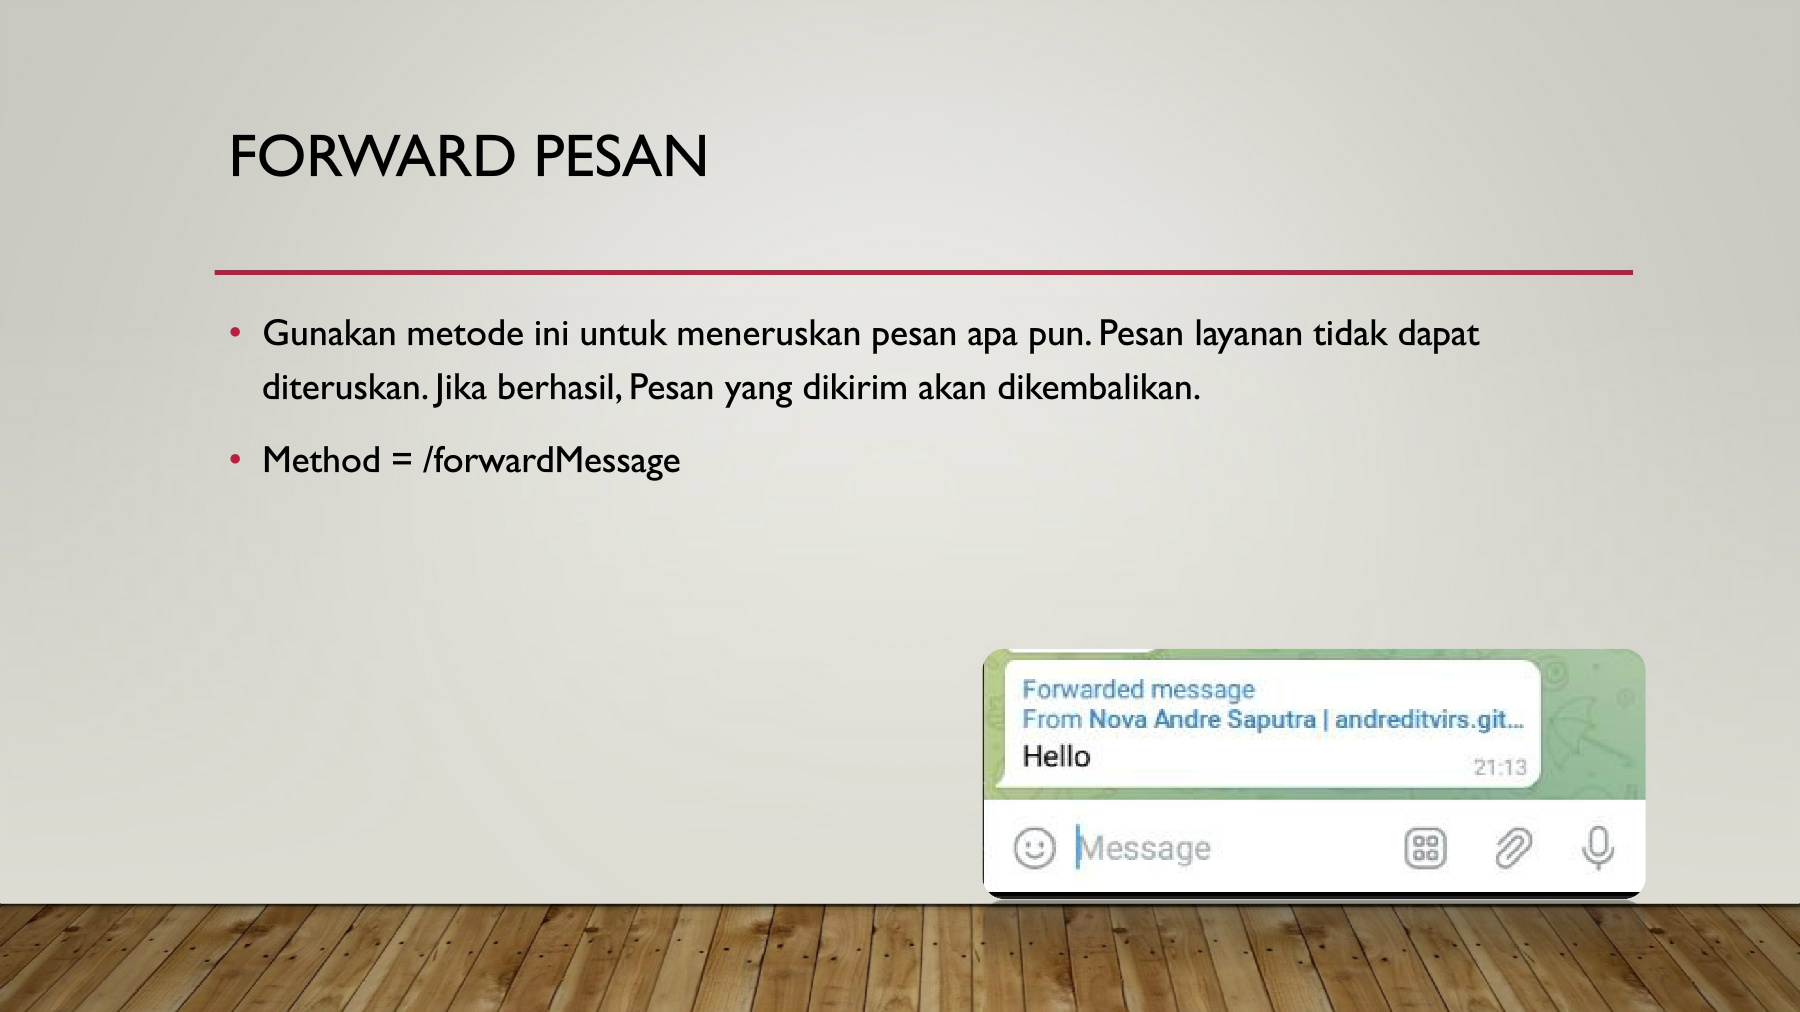 FORWARD PESAN
• Gunakan metode ini untuk meneruskan pesan apa pun. Pesan layanan tidak dapat
diteruskan. Jika berhasil, Pesan yang dikirim akan dikembalikan.
• Method = /forwardMessage
Forwarded message
From Nova Andre Saputra | andreditvirs.git...
Hello
21:13
Message